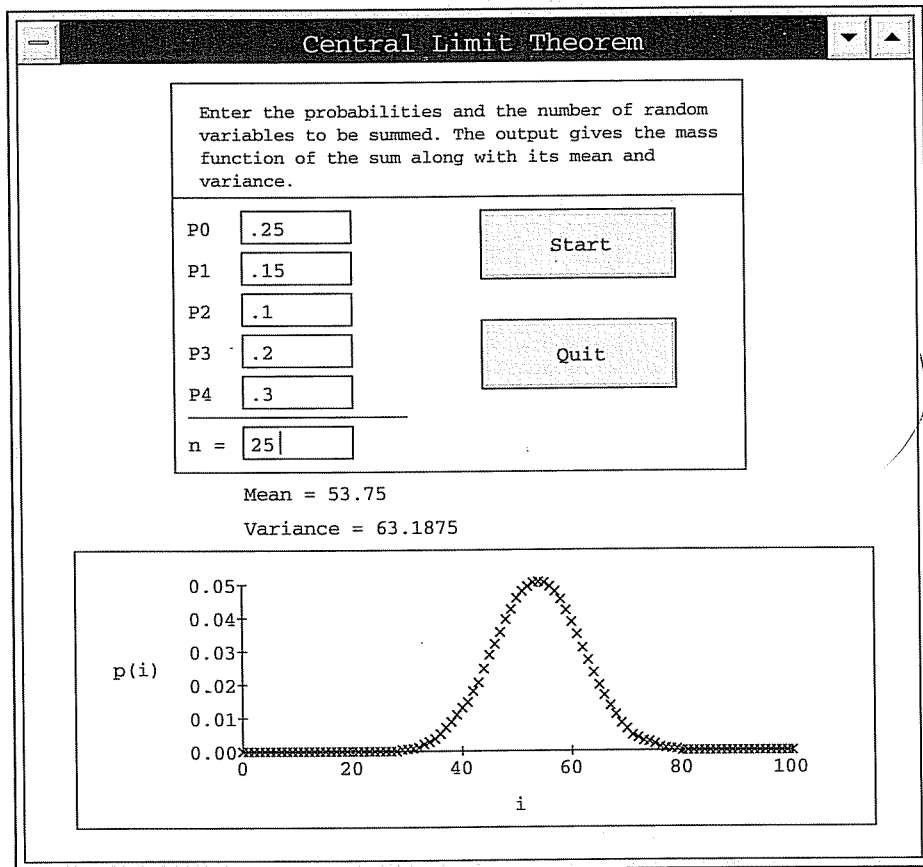 Central Limit Theorem
Enter the probabilities and the number of random
variables to be summed. The output gives the mass
function of the sum along with its mean and
variance.
P0 .25
P1 .15
P2 .1
P3 .2
P4 .3
n = 25
Start
Quit
Mean = 53.75
Variance = 63.1875
p(i)
0.05
0.04
0.03
0.02
0.01
0.00
0 20 40 60 80 100
i